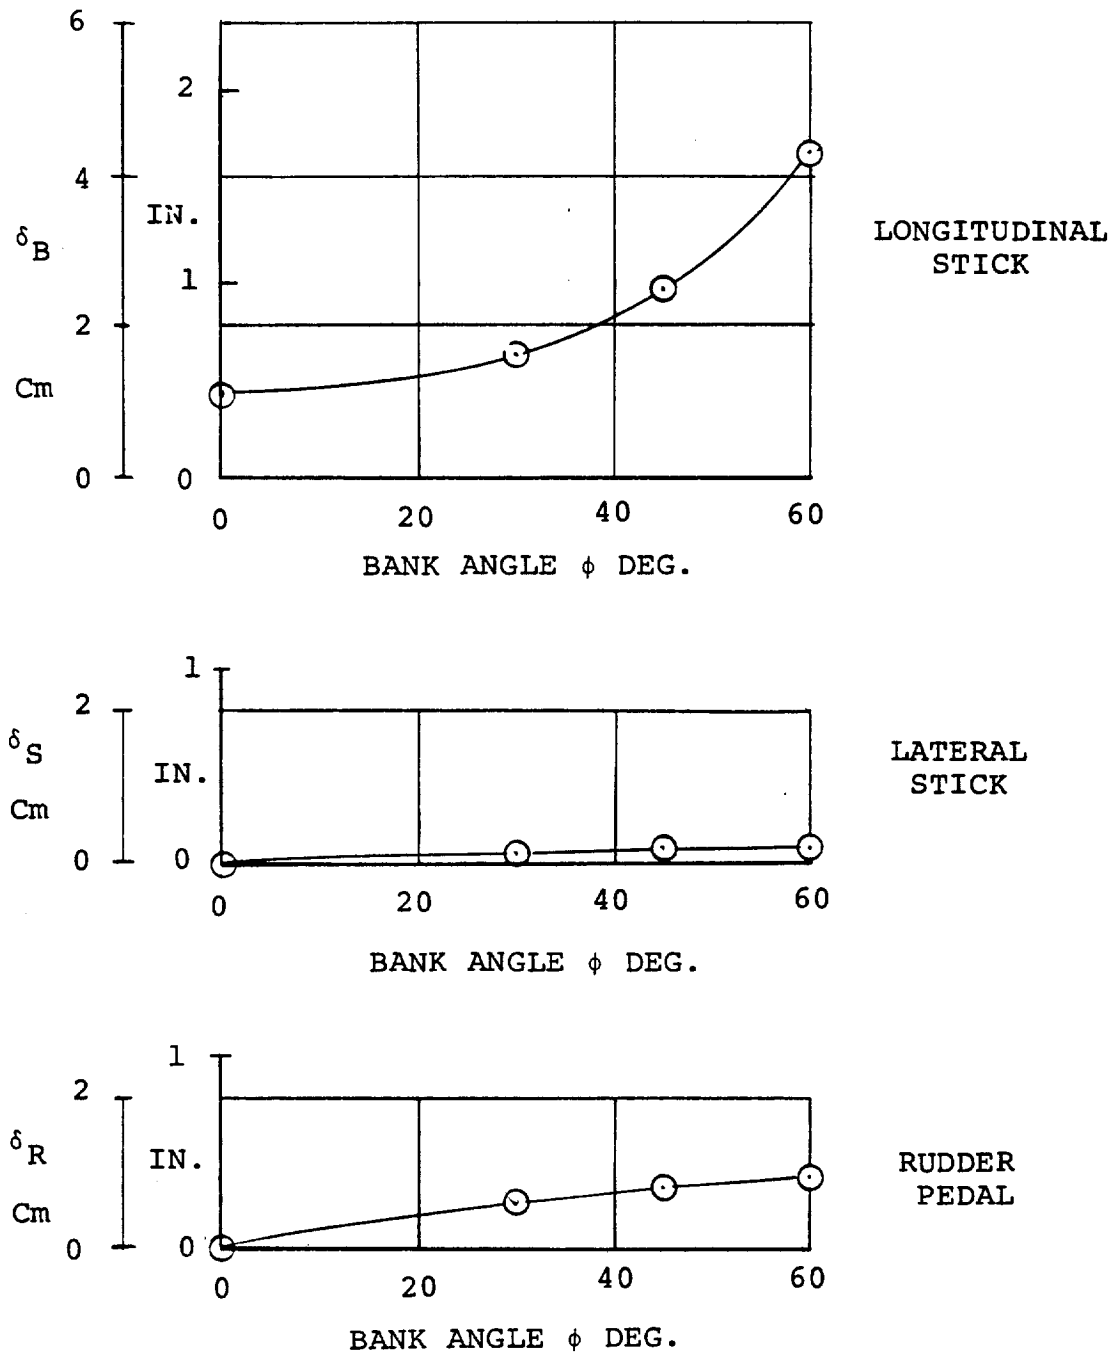 6
2
4
IN.
δB
LONGITUDINAL
STICK
1
2
Cm
0
0
0
20
40
60
BANK ANGLE ϕ DEG.
1
2
δS
IN.
LATERAL
STICK
Cm
0
0
0
20
40
60
BANK ANGLE ϕ DEG.
1
2
δR
IN.
RUDDER
PEDAL
Cm
0
0
0
20
40
60
BANK ANGLE ϕ DEG.